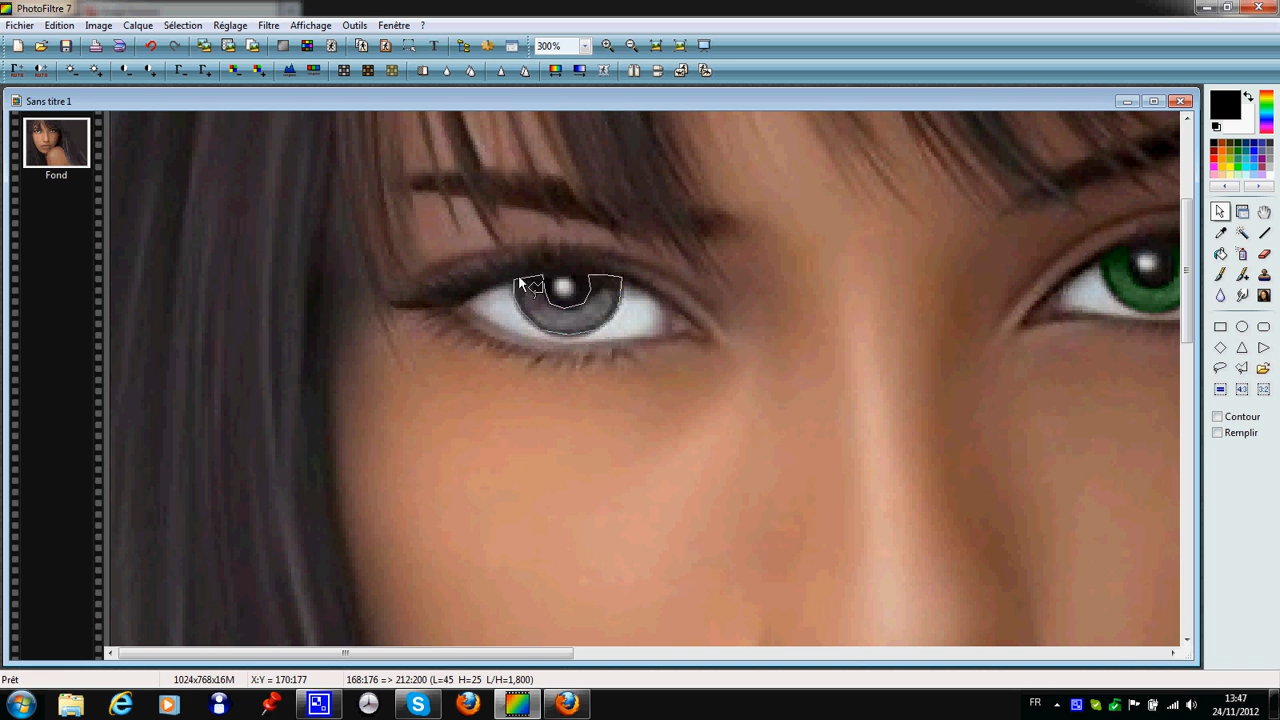 PhotoFiltre 7
Fichier Edition Image Calque Sélection Réglage Filtre Affichage Outils Fenêtre ?
300%
Sans titre 1
Fond
Contour
Remplir
Prêt 1024x768x16M X:Y = 170:177 168:176 => 212:200 (L=45 H=25 L/H=1,800)
FR 13:47
24/11/2012